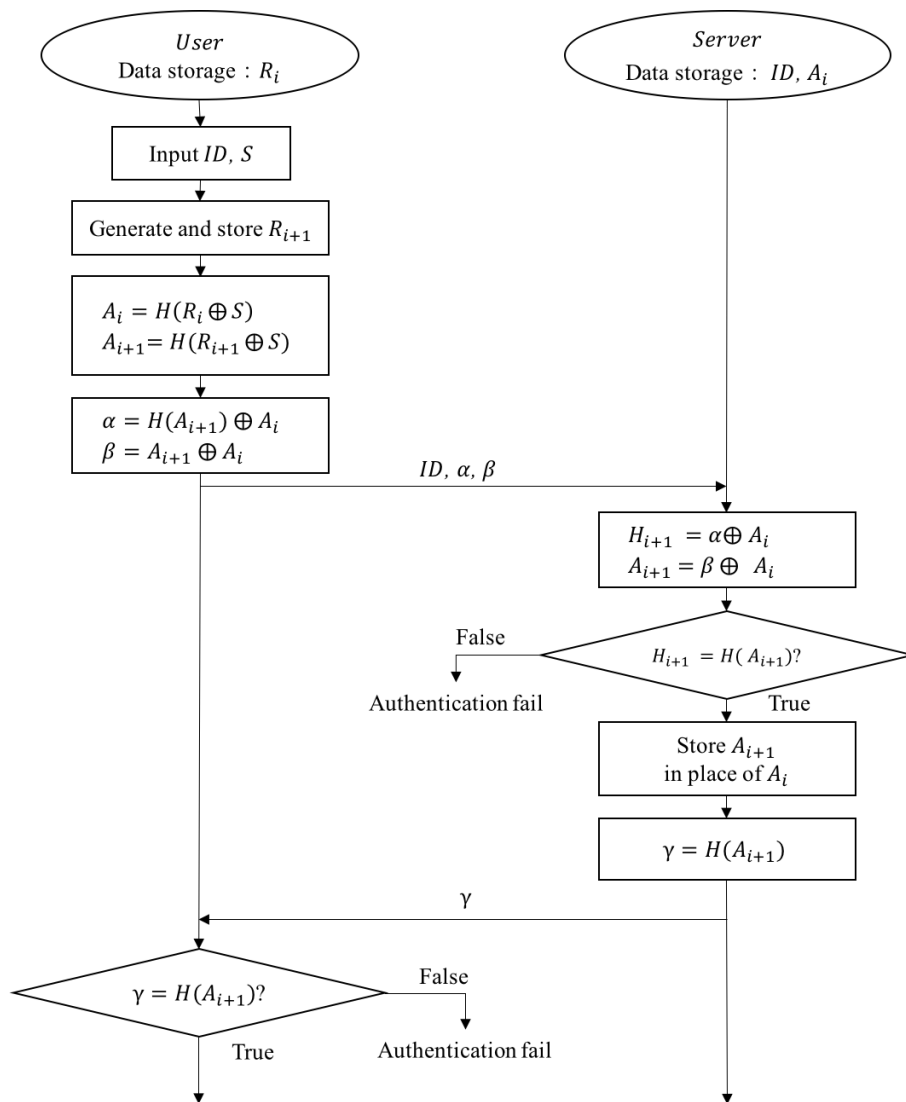 User
Data storage : R_i
Server
Data storage : ID, A_i
Input ID, S
Generate and store R_{i+1}
A_i = H(R_i ⊕ S)
A_{i+1} = H(R_{i+1} ⊕ S)
α = H(A_{i+1}) ⊕ A_i
β = A_{i+1} ⊕ A_i
ID, α, β
H_{i+1} = α ⊕ A_i
A_{i+1} = β ⊕ A_i
False
H_{i+1} = H(A_{i+1})?
Authentication fail
True
Store A_{i+1}
in place of A_i
γ = H(A_{i+1})
γ
γ = H(A_{i+1})?
False
True
Authentication fail